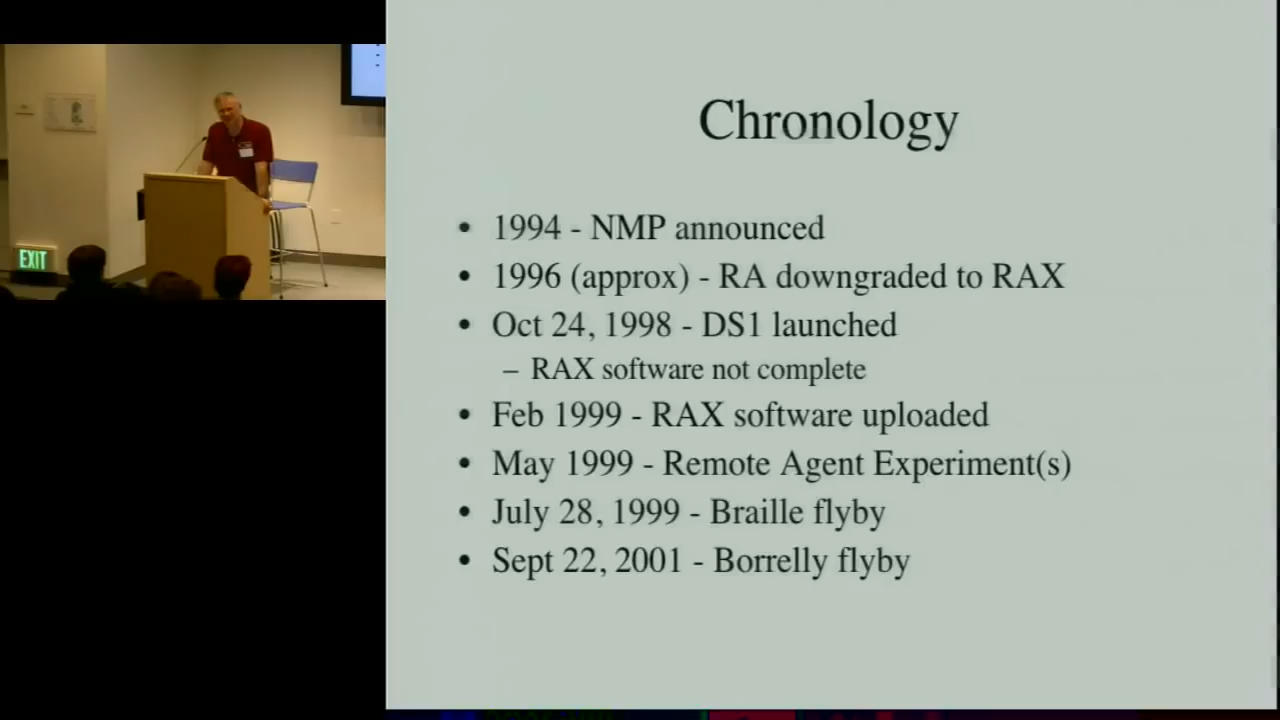 Chronology
• 1994 - NMP announced
• 1996 (approx) - RA downgraded to RAX
• Oct 24, 1998 - DS1 launched
– RAX software not complete
• Feb 1999 - RAX software uploaded
• May 1999 - Remote Agent Experiment(s)
• July 28, 1999 - Braille flyby
• Sept 22, 2001 - Borrelly flyby
EXIT